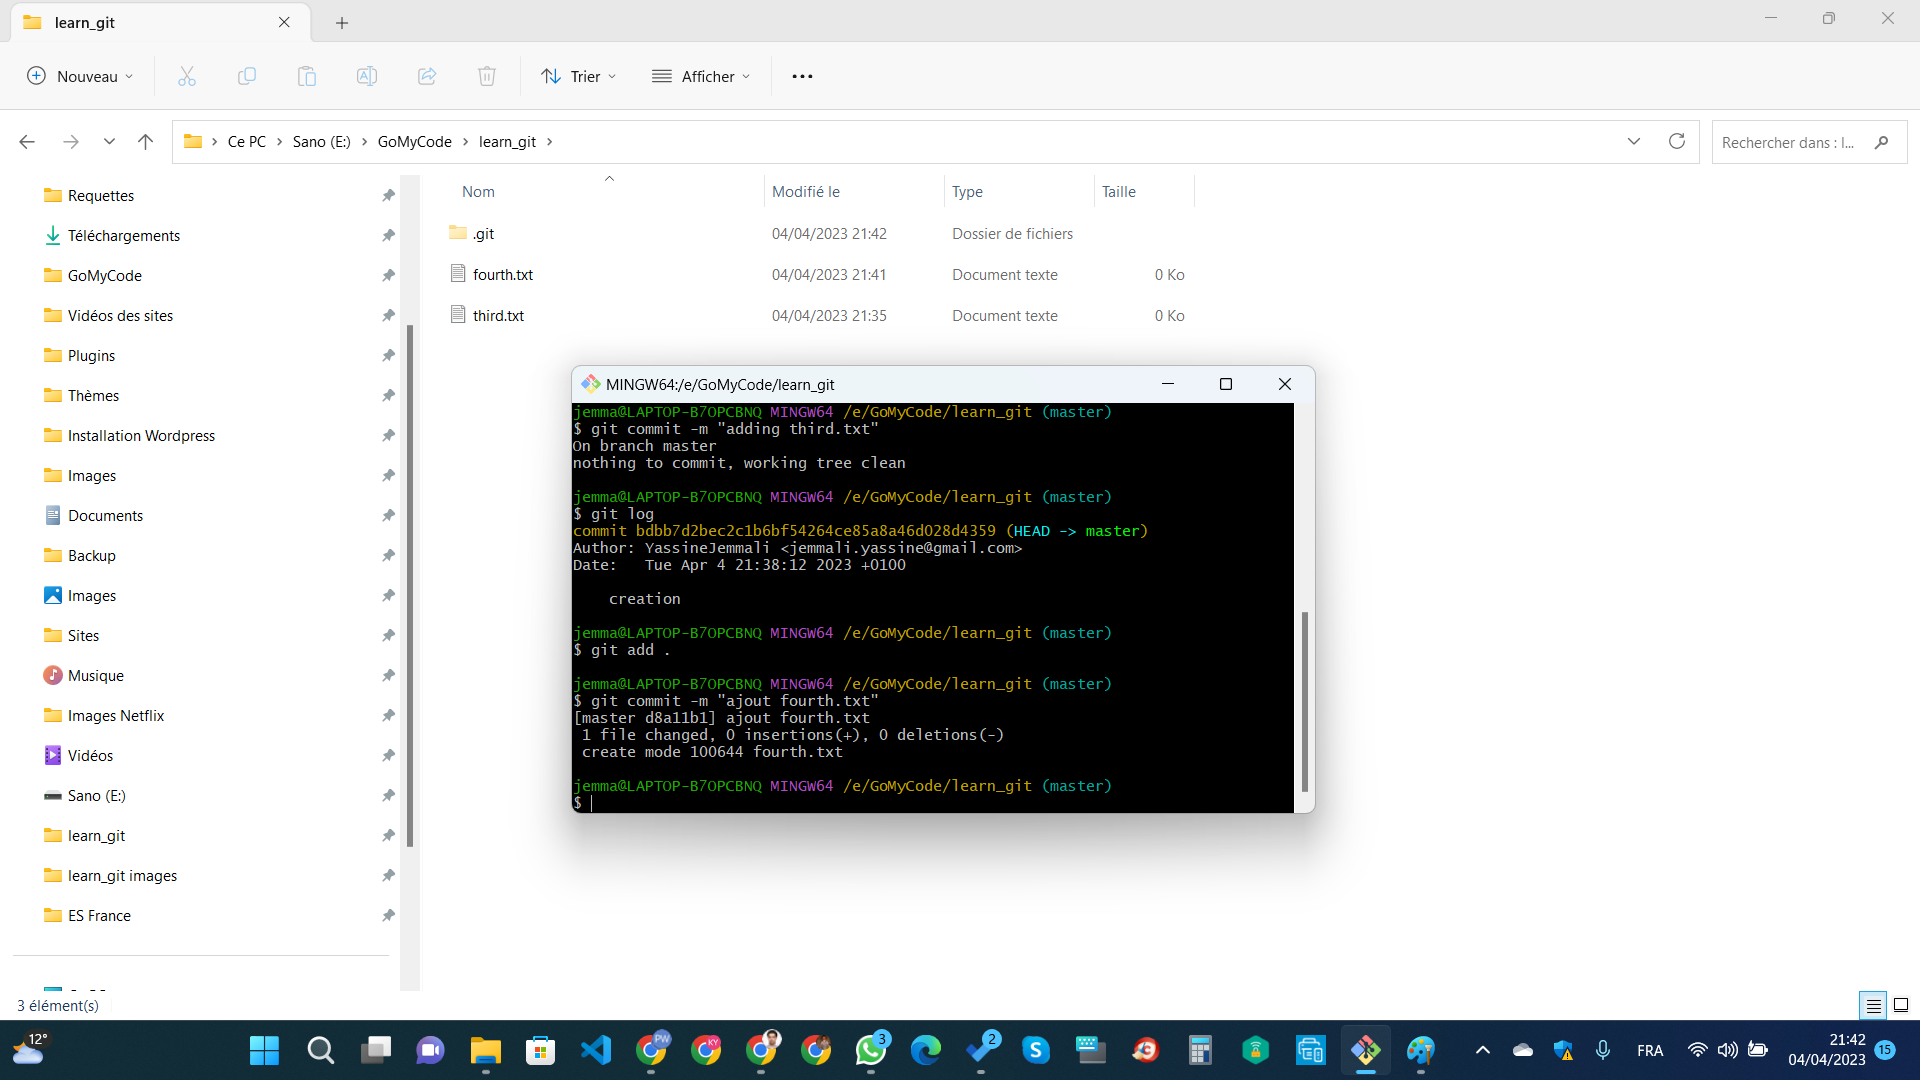 learn_git
Nouveau
Trier
Afficher
Ce PC
Sano (E:)
GoMyCode
learn_git
Rechercher dans : l...
Requettes
Téléchargements
GoMyCode
Vidéos des sites
Plugins
Thèmes
Installation Wordpress
Images
Documents
Backup
Images
Sites
Musique
Images Netflix
Vidéos
Sano (E:)
learn_git
learn_git images
ES France
Nom Modifié le Type Taille
.git 04/04/2023 21:42 Dossier de fichiers
fourth.txt 04/04/2023 21:41 Document texte 0 Ko
third.txt 04/04/2023 21:35 Document texte 0 Ko
MINGW64:/e/GoMyCode/learn_git
jemma@LAPTOP-B7OPCBNQ MINGW64 /e/GoMyCode/learn_git (master)
$ git commit -m "adding third.txt"
On branch master
nothing to commit, working tree clean
jemma@LAPTOP-B7OPCBNQ MINGW64 /e/GoMyCode/learn_git (master)
$ git log
commit bdbb7d2bec2c1b6bf54264ce85a8a46d028d4359 (HEAD -> master)
Author: YassineJemmali <jemmali.yassine@gmail.com>
Date:   Tue Apr 4 21:38:12 2023 +0100
creation
jemma@LAPTOP-B7OPCBNQ MINGW64 /e/GoMyCode/learn_git (master)
$ git add .
jemma@LAPTOP-B7OPCBNQ MINGW64 /e/GoMyCode/learn_git (master)
$ git commit -m "ajout fourth.txt"
[master d8a11b1] ajout fourth.txt
1 file changed, 0 insertions(+), 0 deletions(-)
create mode 100644 fourth.txt
jemma@LAPTOP-B7OPCBNQ MINGW64 /e/GoMyCode/learn_git (master)
$
3 élément(s)
12°
PW
KY
3
2
S
FRA
21:42
04/04/2023
15